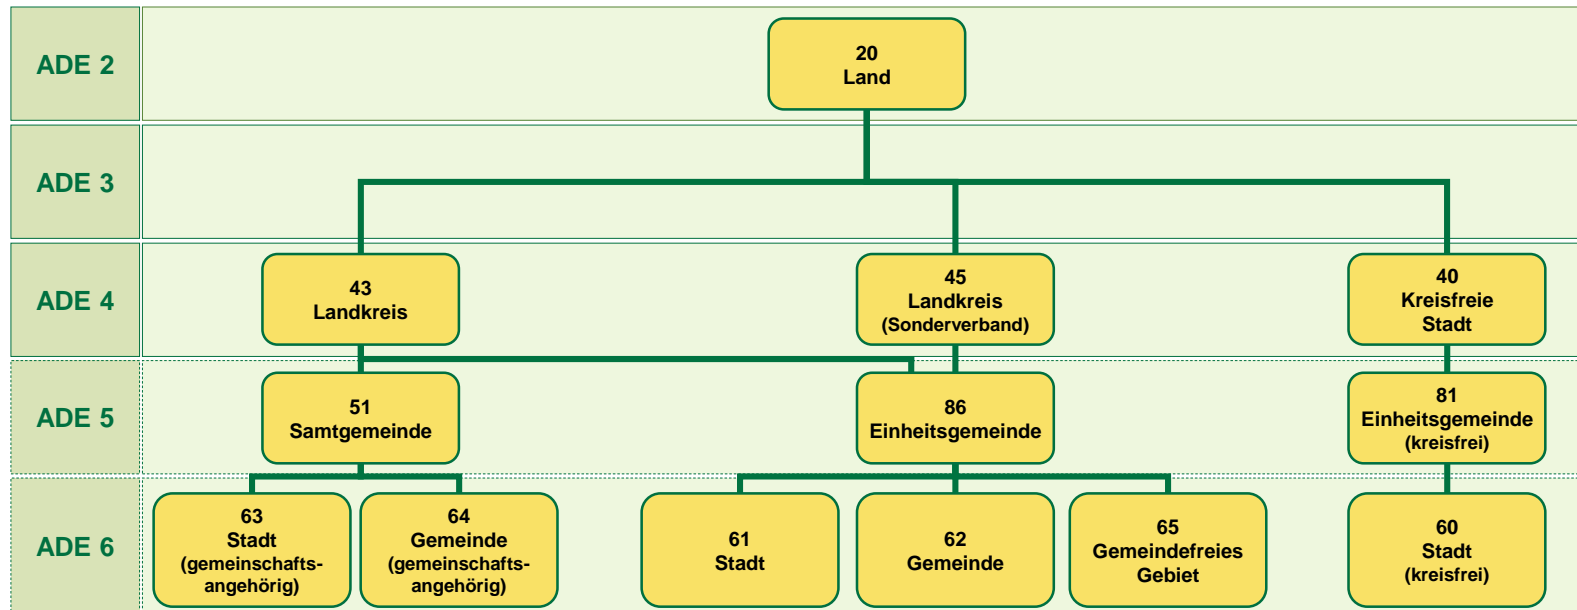 ADE 2
20
Land
ADE 3
ADE 4
43
Landkreis
45
Landkreis
(Sonderverband)
40
Kreisfreie
Stadt
ADE 5
51
Samtgemeinde
86
Einheitsgemeinde
81
Einheitsgemeinde
(kreisfrei)
ADE 6
63
Stadt
(gemeinschafts-
angehörig)
64
Gemeinde
(gemeinschafts-
angehörig)
61
Stadt
62
Gemeinde
65
Gemeindefreies
Gebiet
60
Stadt
(kreisfrei)